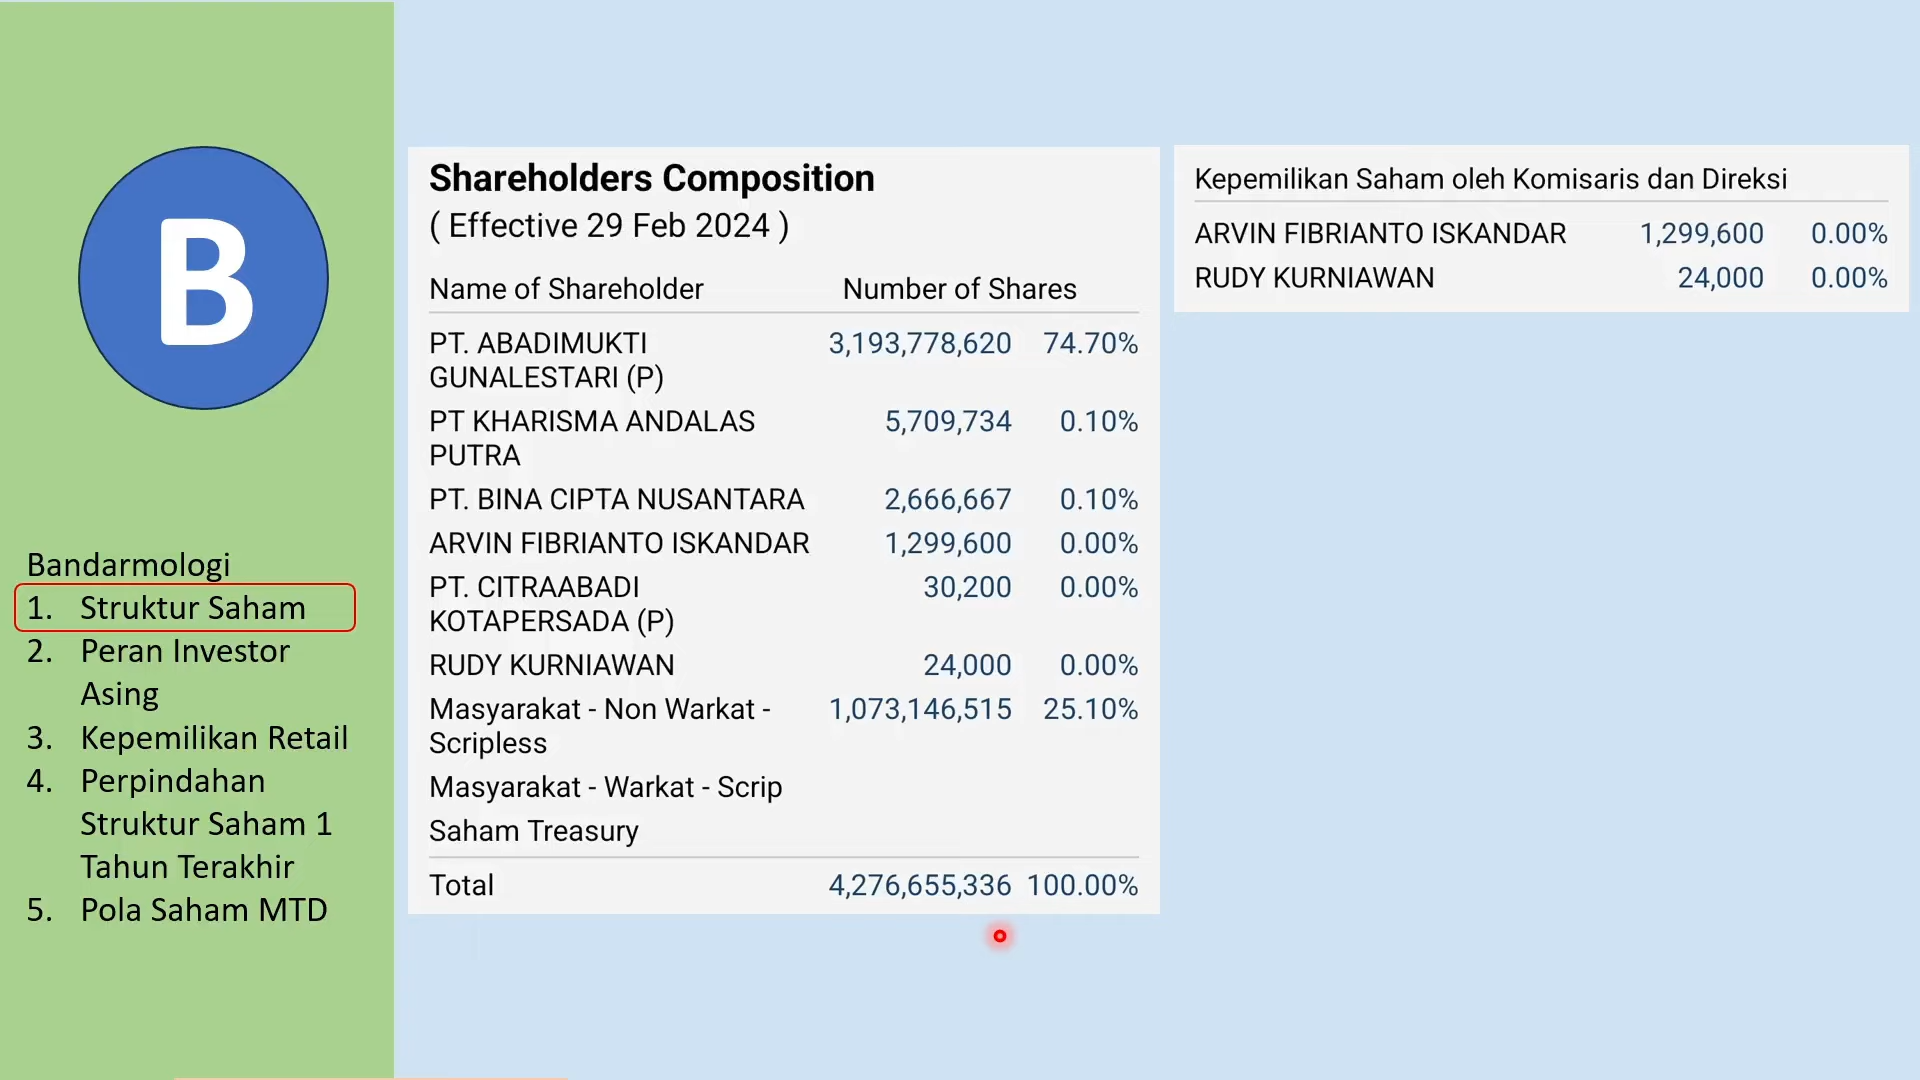 B
Bandarmologi
1. Struktur Saham
2. Peran Investor
Asing
3. Kepemilikan Retail
4. Perpindahan
Struktur Saham 1
Tahun Terakhir
5. Pola Saham MTD
Shareholders Composition
( Effective 29 Feb 2024 )
Name of Shareholder Number of Shares
PT. ABADIMUKTI 3,193,778,620 74.70%
GUNALESTARI (P)
PT KHARISMA ANDALAS 5,709,734 0.10%
PUTRA
PT. BINA CIPTA NUSANTARA 2,666,667 0.10%
ARVIN FIBRIANTO ISKANDAR 1,299,600 0.00%
PT. CITRAABADI 30,200 0.00%
KOTAPERSADA (P)
RUDY KURNIAWAN 24,000 0.00%
Masyarakat - Non Warkat - 1,073,146,515 25.10%
Scripless
Masyarakat - Warkat - Scrip
Saham Treasury
Total 4,276,655,336 100.00%
Kepemilikan Saham oleh Komisaris dan Direksi
ARVIN FIBRIANTO ISKANDAR 1,299,600 0.00%
RUDY KURNIAWAN 24,000 0.00%